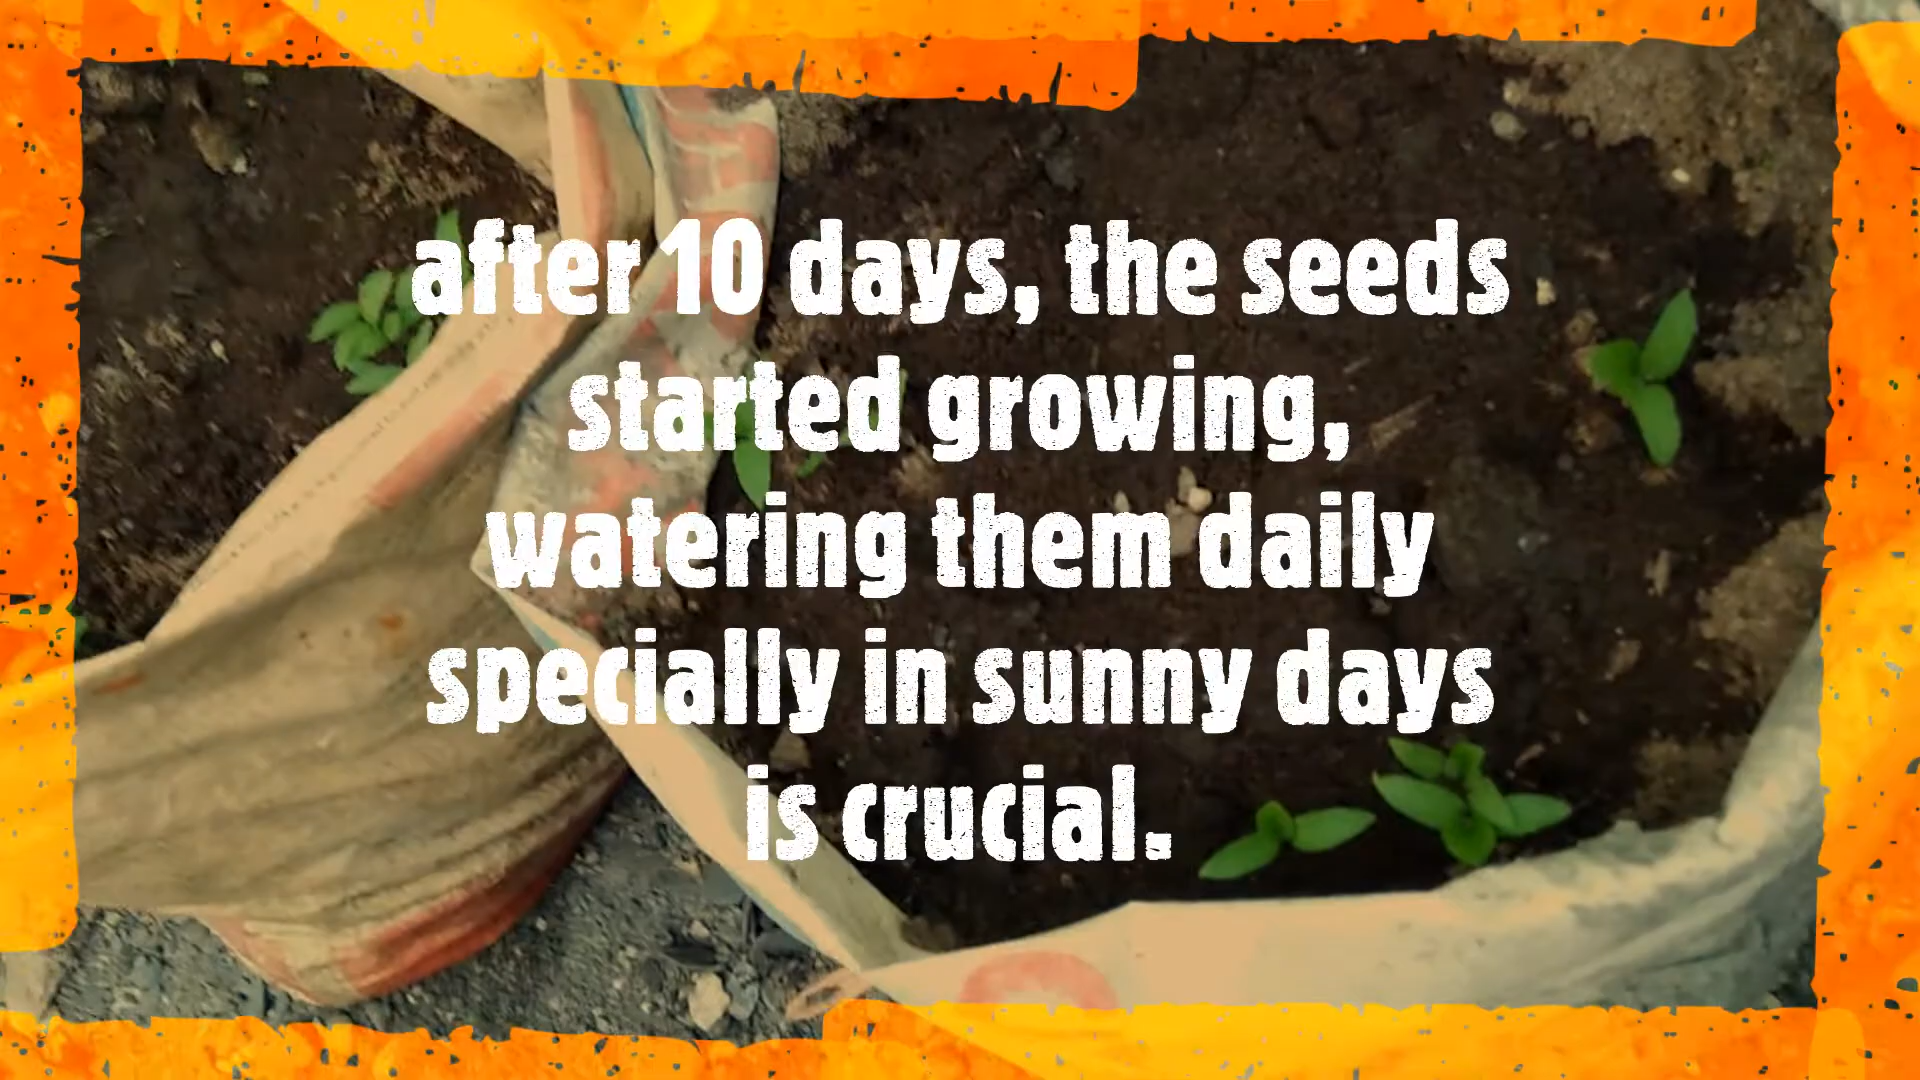 after 10 days, the seeds
started growing,
watering them daily
specially in sunny days
is crucial.